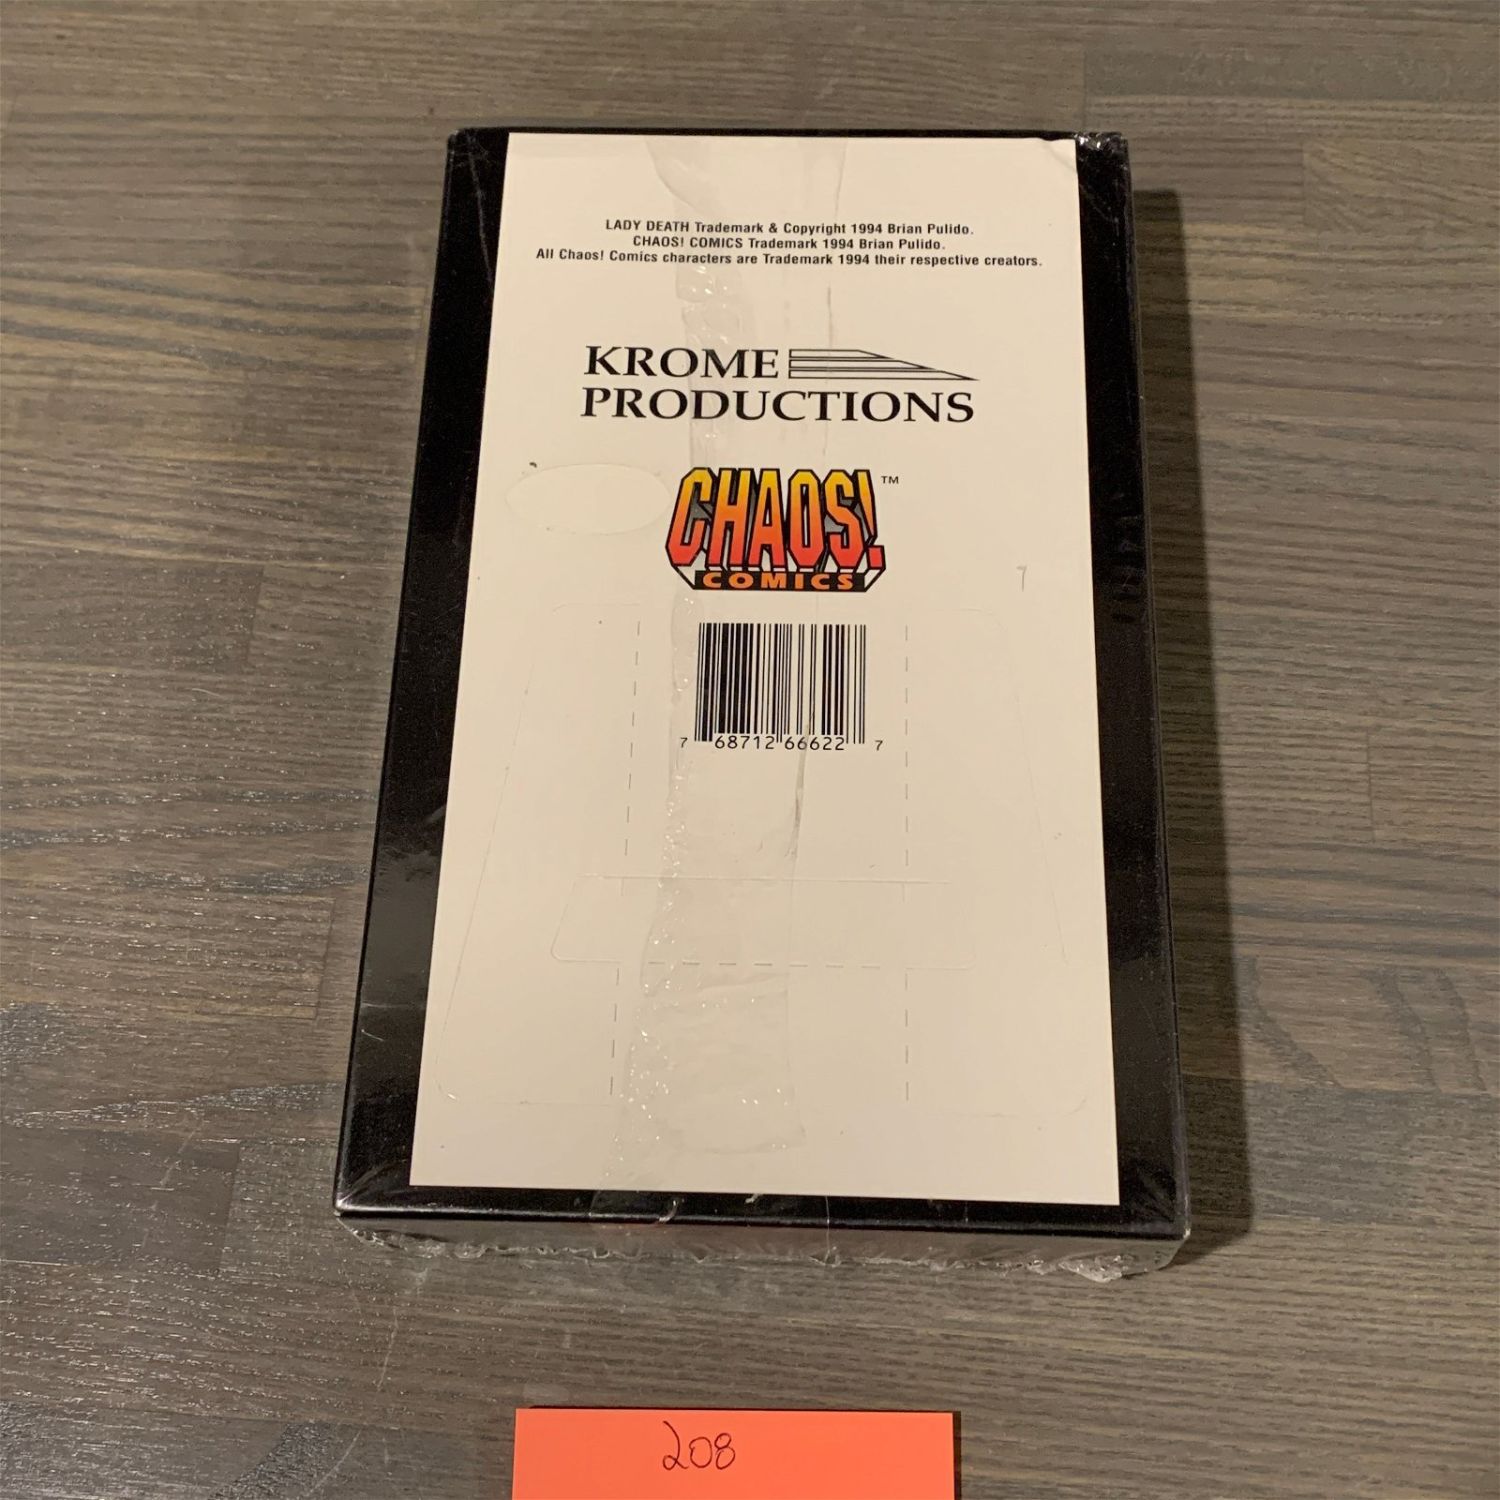 LADY DEATH Trademark & Copyright 1994 Brian Pulido.
CHAOS! COMICS Trademark 1994 Brian Pulido.
All Chaos! Comics characters are Trademark 1994 their respective creators.
KROME
PRODUCTIONS
CHAOS! TM
COMICS
7
7 68712 66622 7
208